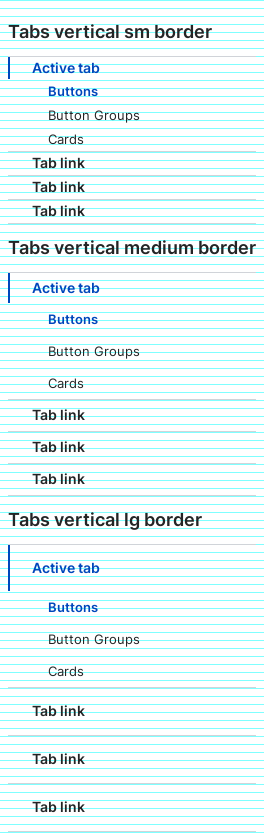 Tabs vertical sm border
Active tab
Buttons
Button Groups
Cards
Tab link
Tab link
Tab link
Tabs vertical medium border
Active tab
Buttons
Button Groups
Cards
Tab link
Tab link
Tab link
Tabs vertical lg border
Active tab
Buttons
Button Groups
Cards
Tab link
Tab link
Tab link